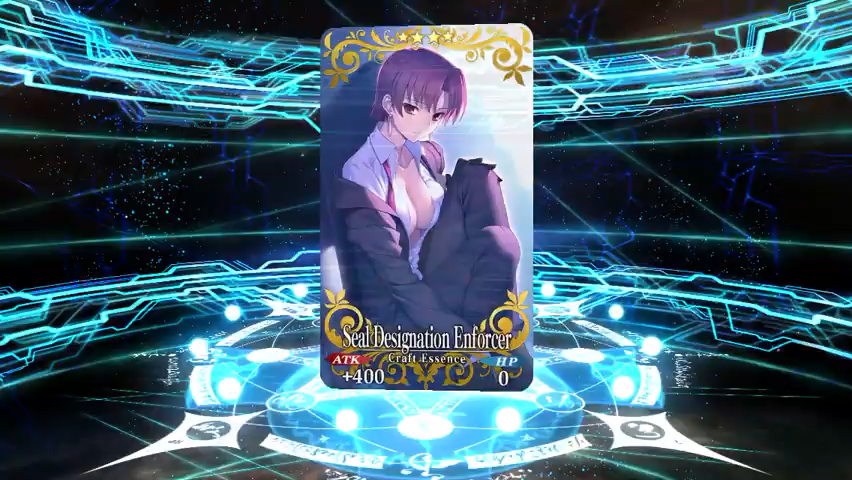 Seal Designation Enforcer
Craft Essence
ATK
HP
+400
0